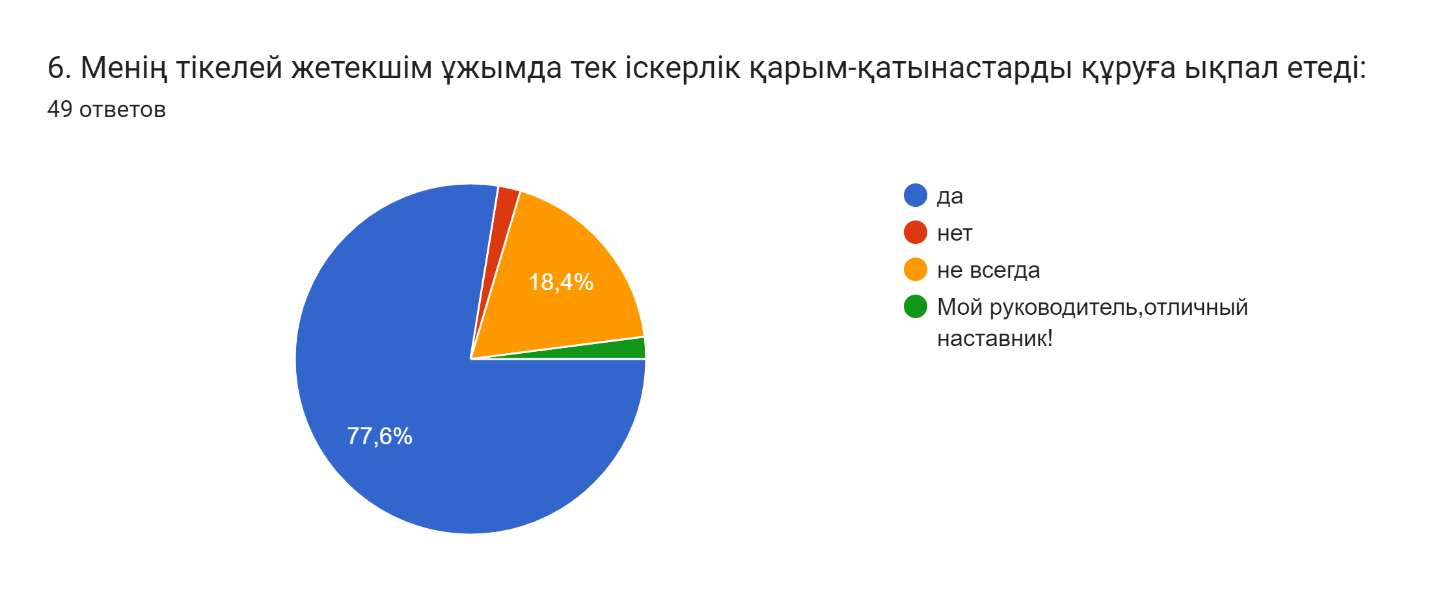 6. Менің тікелей жетекшім ұжымда тек іскерлік қарым-қатынастарды құруға ықпал етеді:
49 ответов
да
нет
не всегда
Мой руководитель,отличный
наставник!
18,4%
77,6%